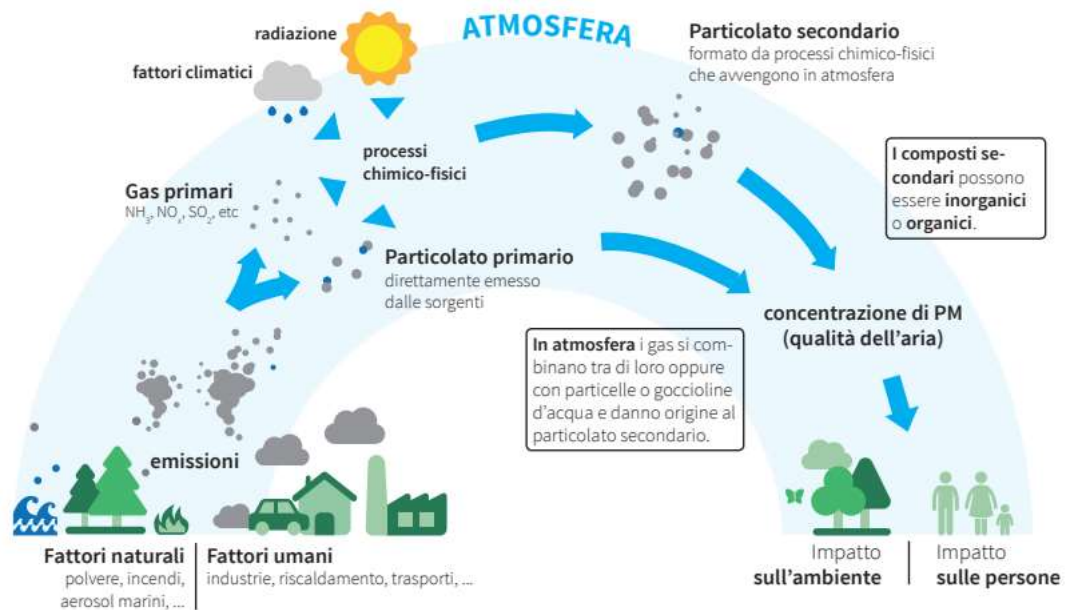 ATMOSFERA
radiazione
fattori climatici
Particolato secondario
formato da processi chimico-fisici
che avvengono in atmosfera
processi
chimico-fisici
I composti se-
condari possono
essere inorganici
o organici.
Gas primari
NH₃, NOₓ, SO₂, etc
Particolato primario
direttamente emesso
dalle sorgenti
concentrazione di PM
(qualità dell'aria)
In atmosfera i gas si com-
binano tra di loro oppure
con particelle o goccioline
d'acqua e danno origine al
particolato secondario.
emissioni
Fattori naturali
polvere, incendi,
aerosol marini, ...
Fattori umani
industrie, riscaldamento, trasporti, ...
Impatto
sull'ambiente
Impatto
sulle persone